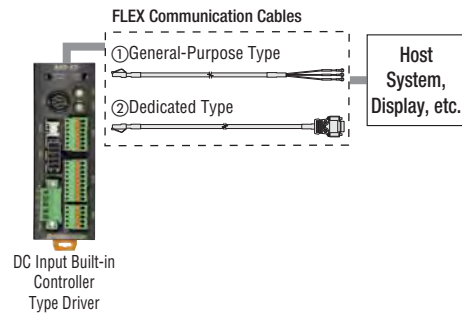 FLEX Communication Cables
①General-Purpose Type
②Dedicated Type
Host
System,
Display, etc.
DC Input Built-in
Controller
Type Driver